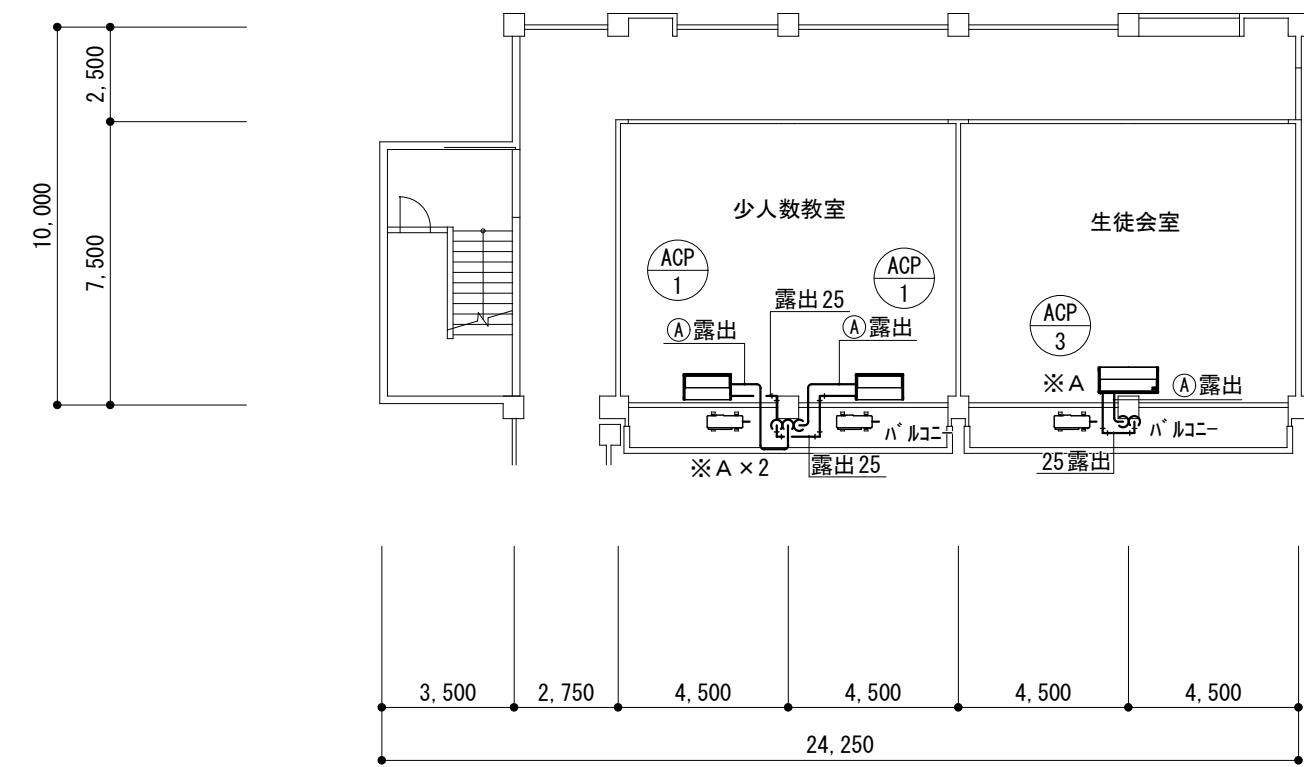 2,500
10,000
7,500
少人数教室
生徒会室
ACP
1
ACP
1
ACP
3
露出25
Ⓐ露出
Ⓐ露出
※A
Ⓐ露出
バルコニー
バルコニー
※A×2
露出25
25露出
3,500
2,750
4,500
4,500
4,500
4,500
24,250